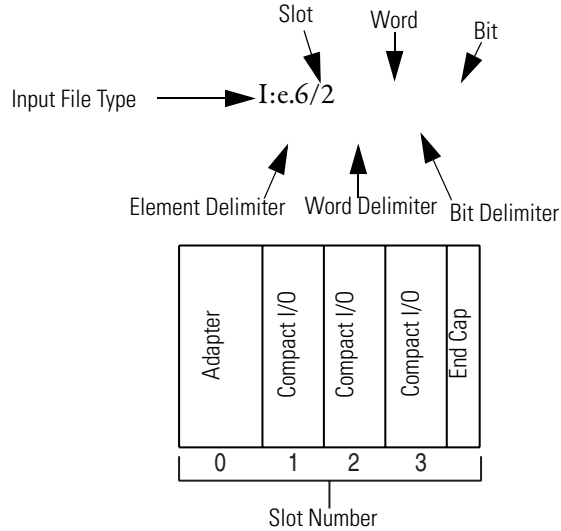 Slot
Word
Bit
Input File Type
I:e.6/2
Element Delimiter
Word Delimiter
Bit Delimiter
Adapter
Compact I/O
Compact I/O
Compact I/O
End Cap
0
1
2
3
Slot Number